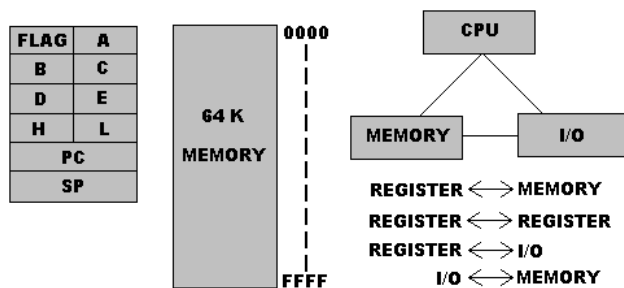 FLAG A
B C
D E
H L
PC
SP
64 K
MEMORY
0000
FFFF
CPU
MEMORY I/O
REGISTER MEMORY
REGISTER REGISTER
REGISTER I/O
I/O MEMORY